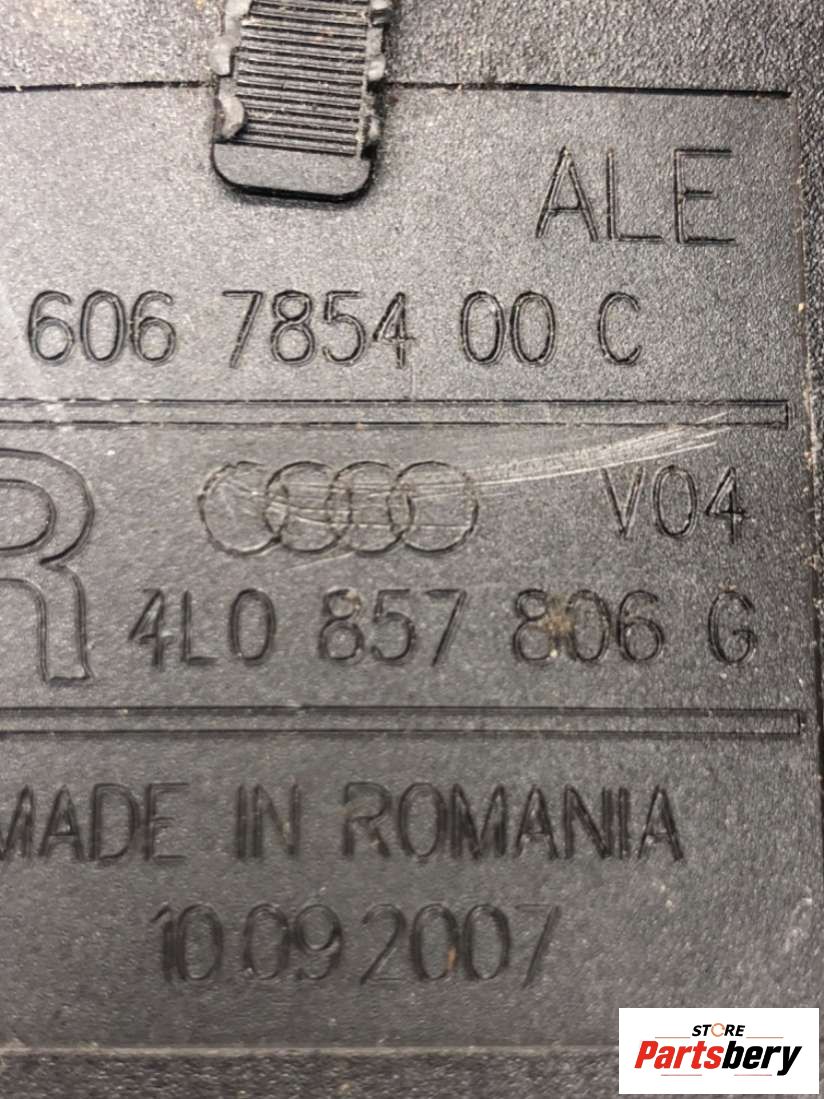 ALE
606 7854 00 C
R
V04
4L0 857 806 G
MADE IN ROMANIA
10 09 2007
STORE
Partsbery